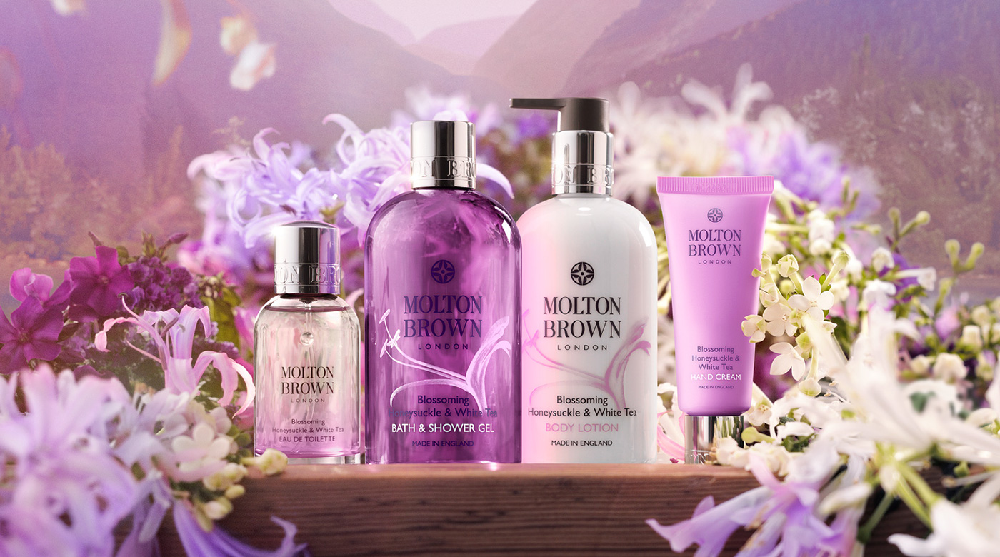 MOLTON
BROWN
LONDON
Blossoming
Honeysuckle & White Tea
EAU DE TOILETTE
MOLTON
BROWN
LONDON
Blossoming
Honeysuckle & White Tea
BATH & SHOWER GEL
MADE IN ENGLAND
MOLTON
BROWN
LONDON
Blossoming
Honeysuckle & White Tea
BODY LOTION
MADE IN ENGLAND
MOLTON
BROWN
LONDON
Blossoming
Honeysuckle &
White Tea
HAND CREAM
MADE IN ENGLAND